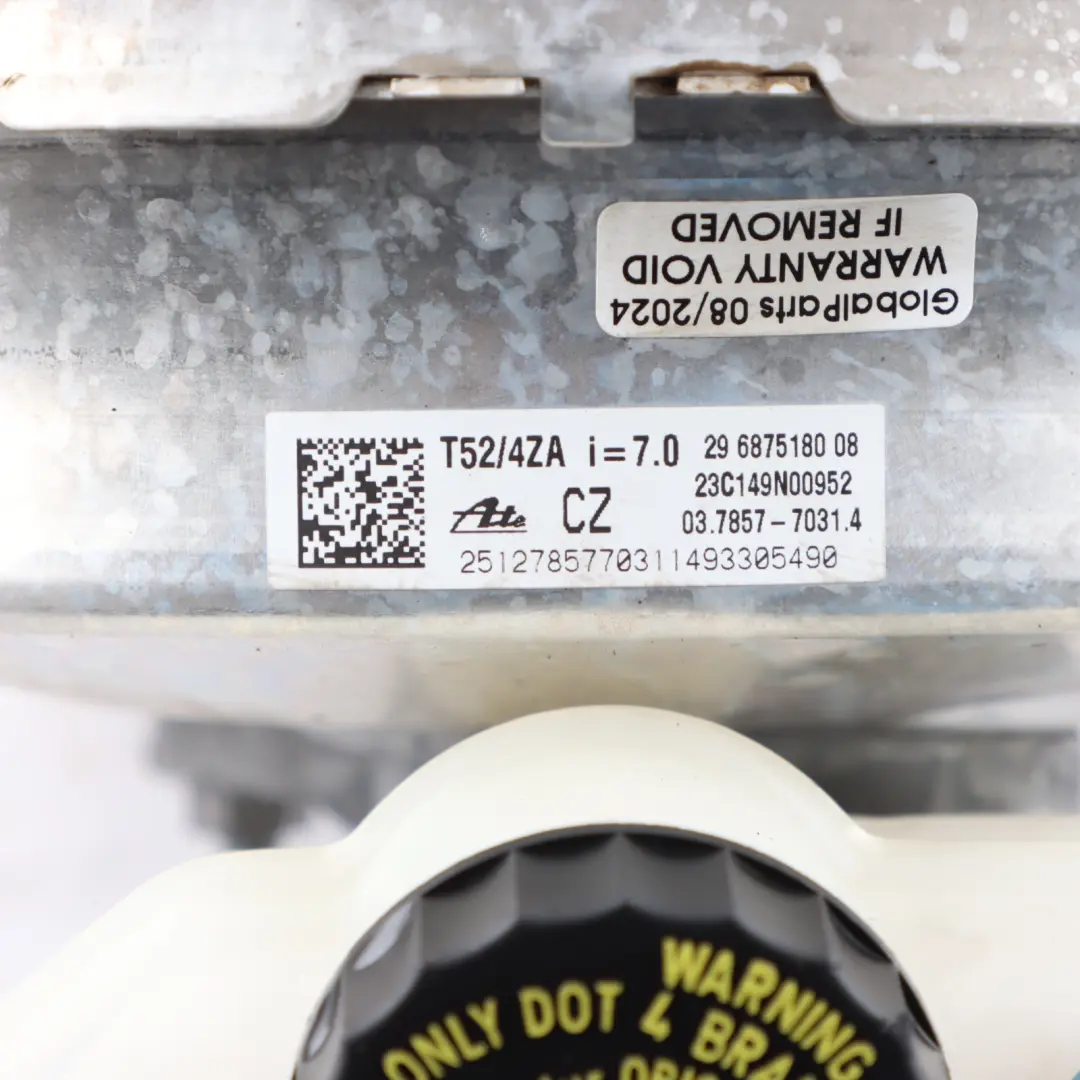 GlobalParts 08/2024
WARRANTY VOID
IF REMOVED
T52/4ZA i=7.0 29 6875180 08
23C149N00952
Ate CZ 03.7857-7031.4
2512785770311493305490
WARNING
ONLY DOT 4